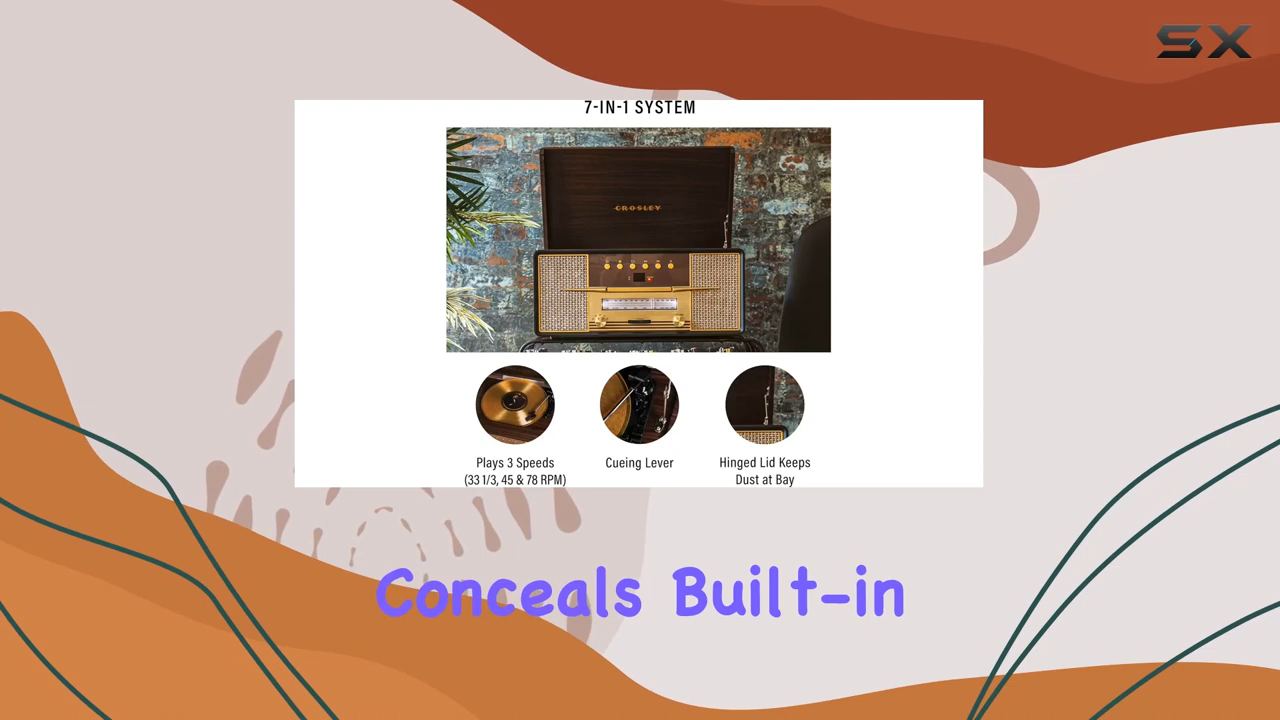 SX
7-IN-1 SYSTEM
CROSLEY
Plays 3 Speeds
(33 1/3, 45 & 78 RPM)
Cueing Lever
Hinged Lid Keeps
Dust at Bay
Conceals Built-in